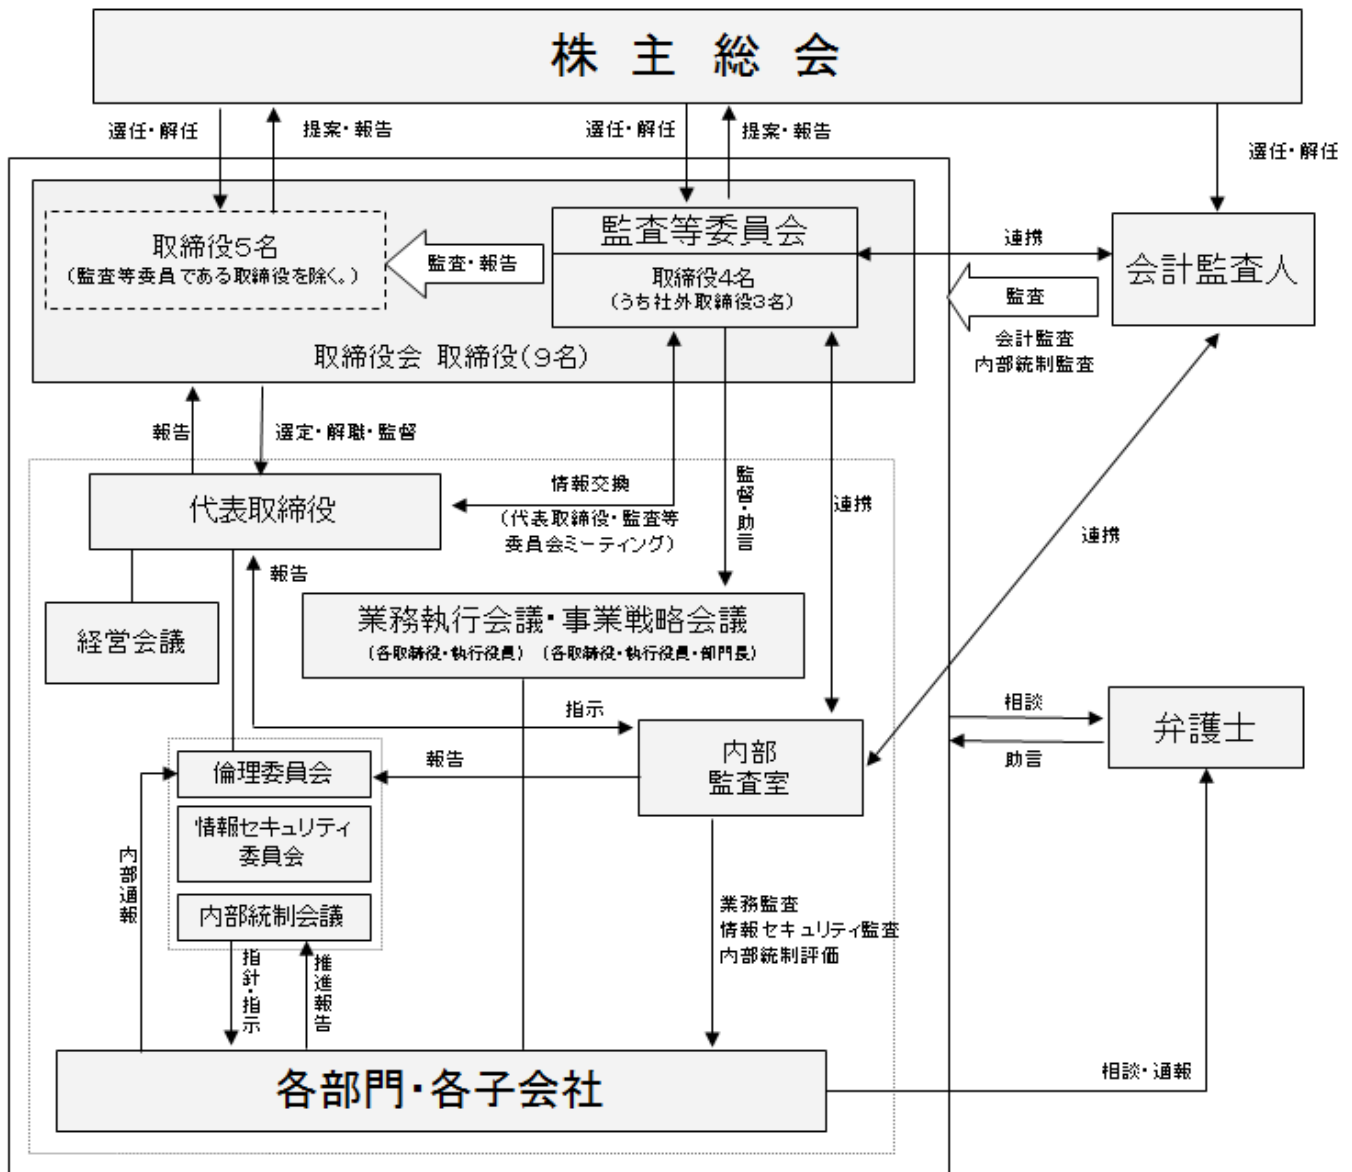 株主総会
選任・解任
提案・報告
選任・解任
提案・報告
選任・解任
取締役5名
(監査等委員である取締役を除く。)
監査・報告
監査等委員会
取締役4名
(うち社外取締役3名)
連携
会計監査人
監査
会計監査
内部統制監査
取締役会 取締役(9名)
報告
選定・解職・監督
代表取締役
情報交換
(代表取締役・監査等
委員会ミーティング)
監督・助言
連携
連携
報告
経営会議
業務執行会議・事業戦略会議
(各取締役・執行役員) (各取締役・執行役員・部門長)
指示
内部
監査室
相談
助言
弁護士
報告
倫理委員会
情報セキュリティ
委員会
内部統制会議
内部通報
指針・指示
推進報告
業務監査
情報セキュリティ監査
内部統制評価
各部門・各子会社
相談・通報